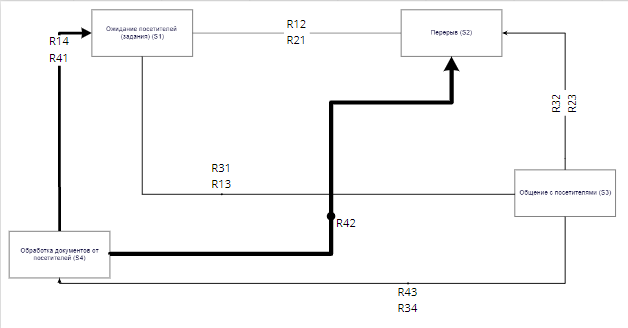 Ожидание посетителей
(задания) (S1)
R12
R21
Перерыв (S2)
R14
R41
R32
R23
R31
R13
Общение с посетителями (S3)
R42
Обработка документов от
посетителей (S4)
R43
R34